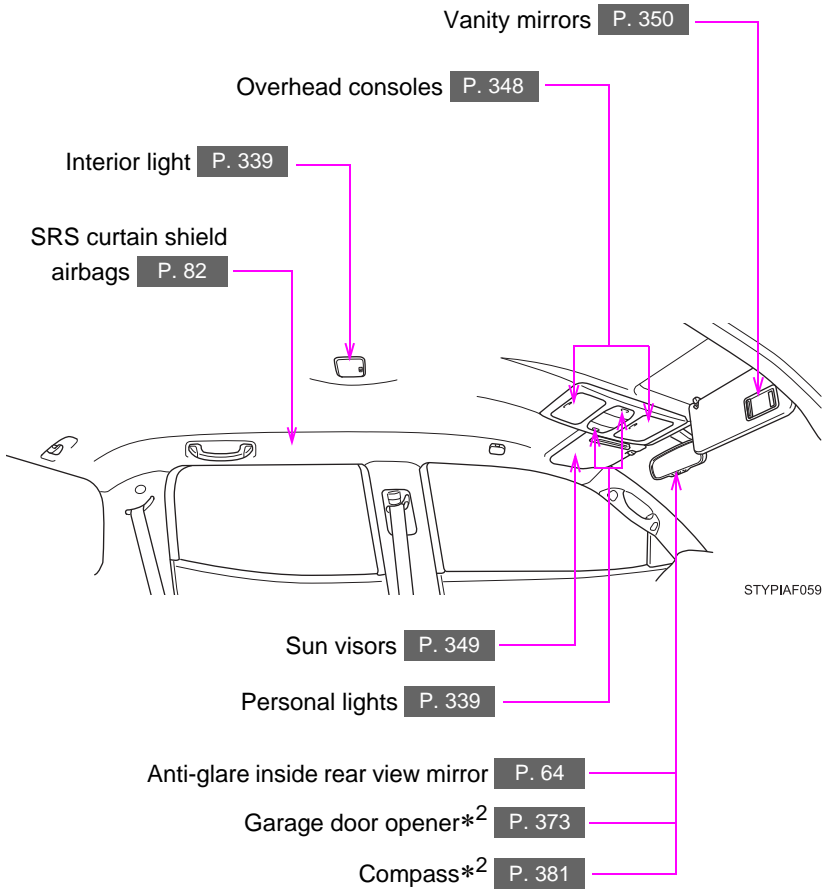 Vanity mirrors P. 350
Overhead consoles P. 348
Interior light P. 339
SRS curtain shield
airbags P. 82
STYPIAF059
Sun visors P. 349
Personal lights P. 339
Anti-glare inside rear view mirror P. 64
Garage door opener*2 P. 373
Compass*2 P. 381